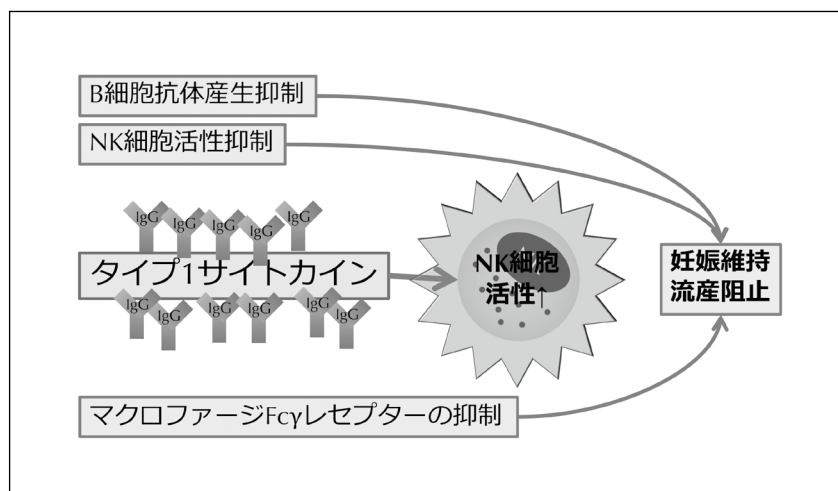 B細胞抗体産生抑制
NK細胞活性抑制
IgG
IgG
IgG
IgG
IgG
タイプ1サイトカイン
NK細胞
活性↑
妊娠維持
流産阻止
IgG
IgG
IgG
IgG
IgG
IgG
マクロファージFcγレセプターの抑制